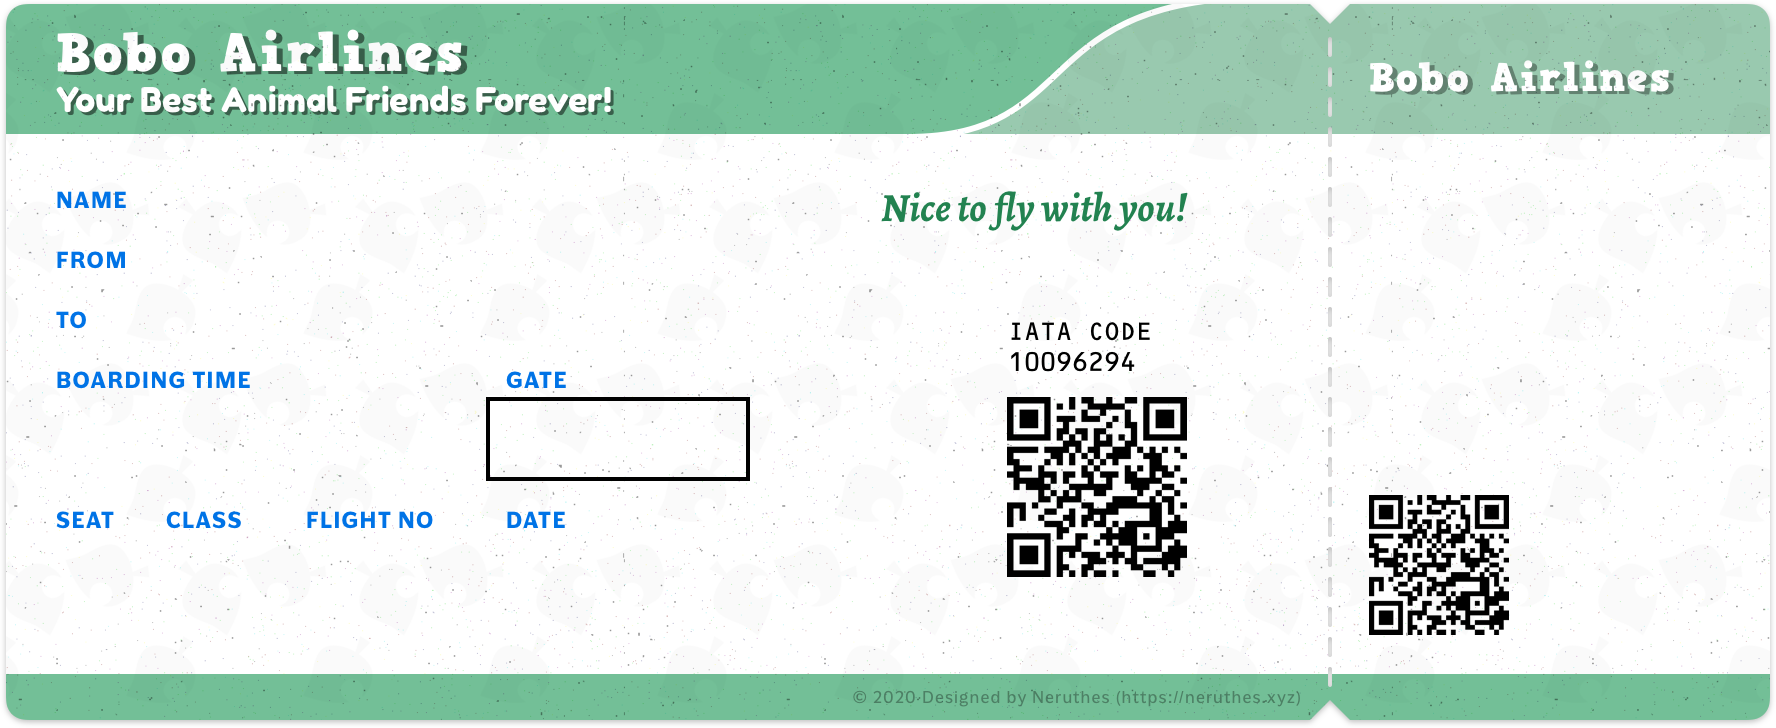 Bobo Airlines
Your Best Animal Friends Forever!
Bobo Airlines
NAME
Nice to fly with you!
FROM
TO
IATA CODE
10096294
BOARDING TIME
GATE
SEAT
CLASS
FLIGHT NO
DATE
© 2020 Designed by Neruthes (https://neruthes.xyz)